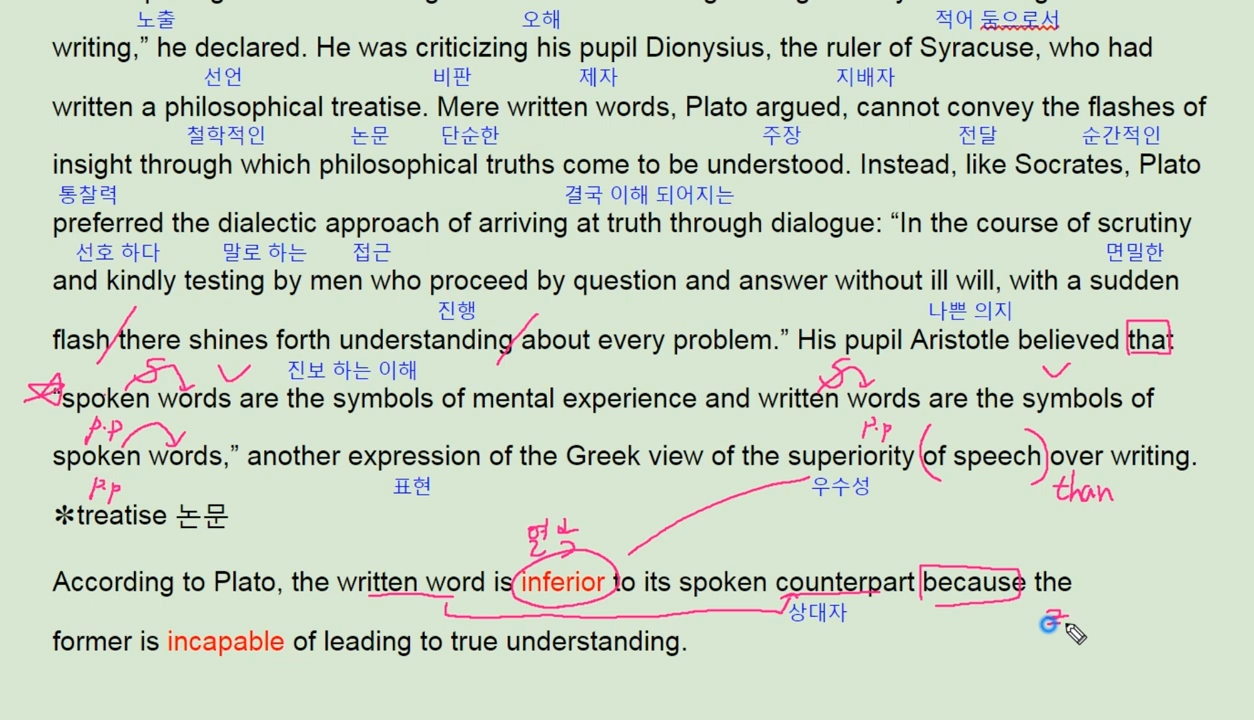 노출 오해 적어 둠으로서
writing,” he declared. He was criticizing his pupil Dionysius, the ruler of Syracuse, who had
선언 비판 제자 지배자
written a philosophical treatise. Mere written words, Plato argued, cannot convey the flashes of
철학적인 논문 단순한 주장 전달 순간적인
insight through which philosophical truths come to be understood. Instead, like Socrates, Plato
통찰력 결국 이해 되어지는
preferred the dialectic approach of arriving at truth through dialogue: “In the course of scrutiny
선호 하다 말로 하는 접근 면밀한
and kindly testing by men who proceed by question and answer without ill will, with a sudden
진행 나쁜 의지
flash there shines forth understanding about every problem.” His pupil Aristotle believed that
진보 하는 이해
“spoken words are the symbols of mental experience and written words are the symbols of
p.p p.p
spoken words,” another expression of the Greek view of the superiority (of speech) over writing.
p.p 표현 우수성 than
✻treatise 논문
열등
According to Plato, the written word is inferior to its spoken counterpart because the
상대자
former is incapable of leading to true understanding.